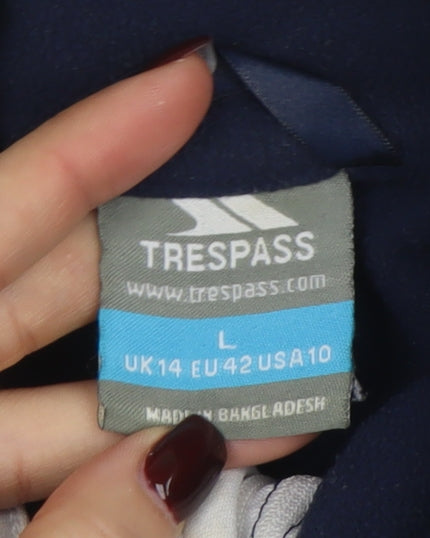 TRESPASS
www.trespass.com
L
UK14 EU42 USA10
MADE IN BANGLADESH